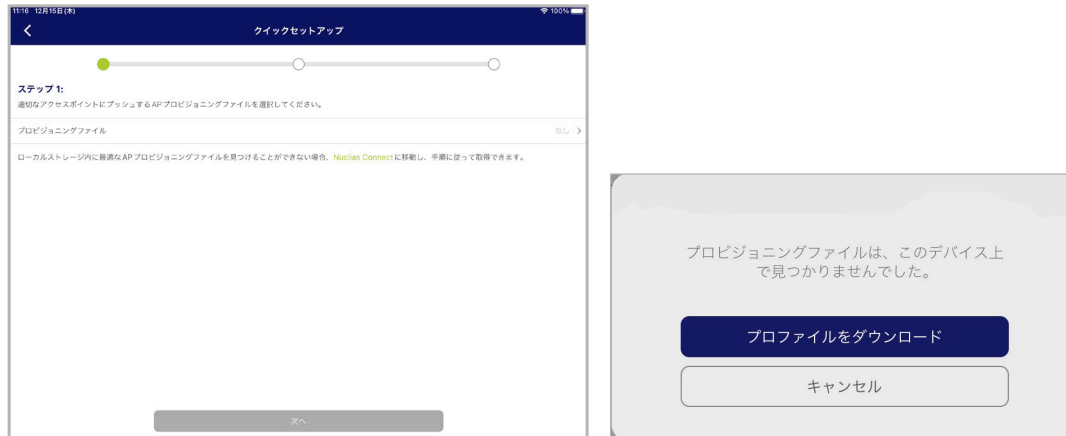 11:16 12月15日(木)
100%
クイックセットアップ
ステップ 1:
適切なアクセスポイントにプッシュするAPプロビジョニングファイルを選択してください。
プロビジョニングファイル
なし
ローカルストレージ内に最適なAPプロビジョニングファイルを見つけることができない場合、Nuclias Connectに移動し、手順に従って取得できます。
次へ
プロビジョニングファイルは、このデバイス上
で見つかりませんでした。
プロファイルをダウンロード
キャンセル